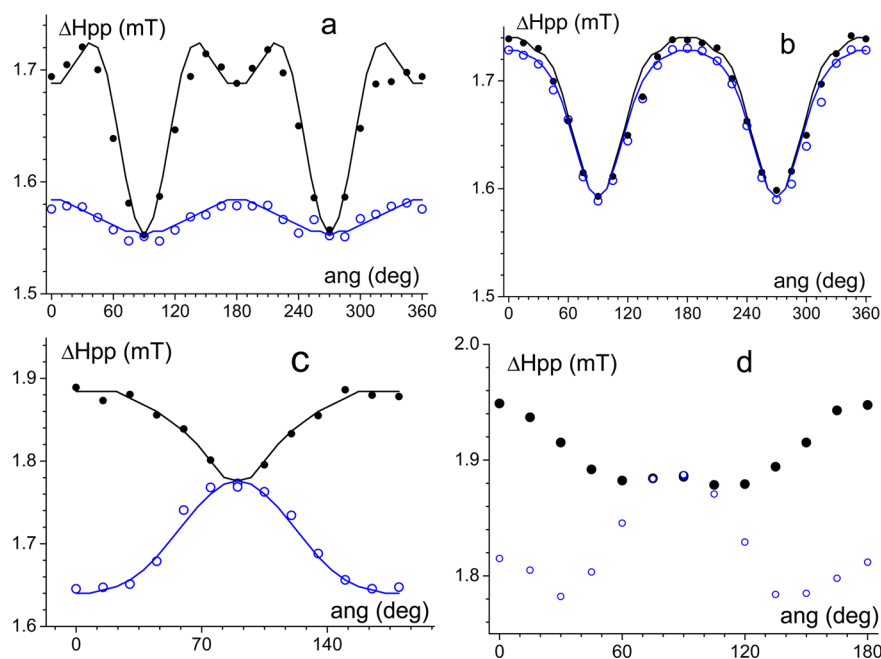 ΔHpp (mT)
a
1.7
1.6
1.5
ang (deg)
0 60 120 180 240 300 360
ΔHpp (mT)
b
1.7
1.6
1.5
ang (deg)
0 120 240 360
ΔHpp (mT)
c
1.9
1.8
1.7
1.6
ang (deg)
0 70 140
2.0
ΔHpp (mT)
d
1.9
1.8
ang (deg)
0 60 120 180